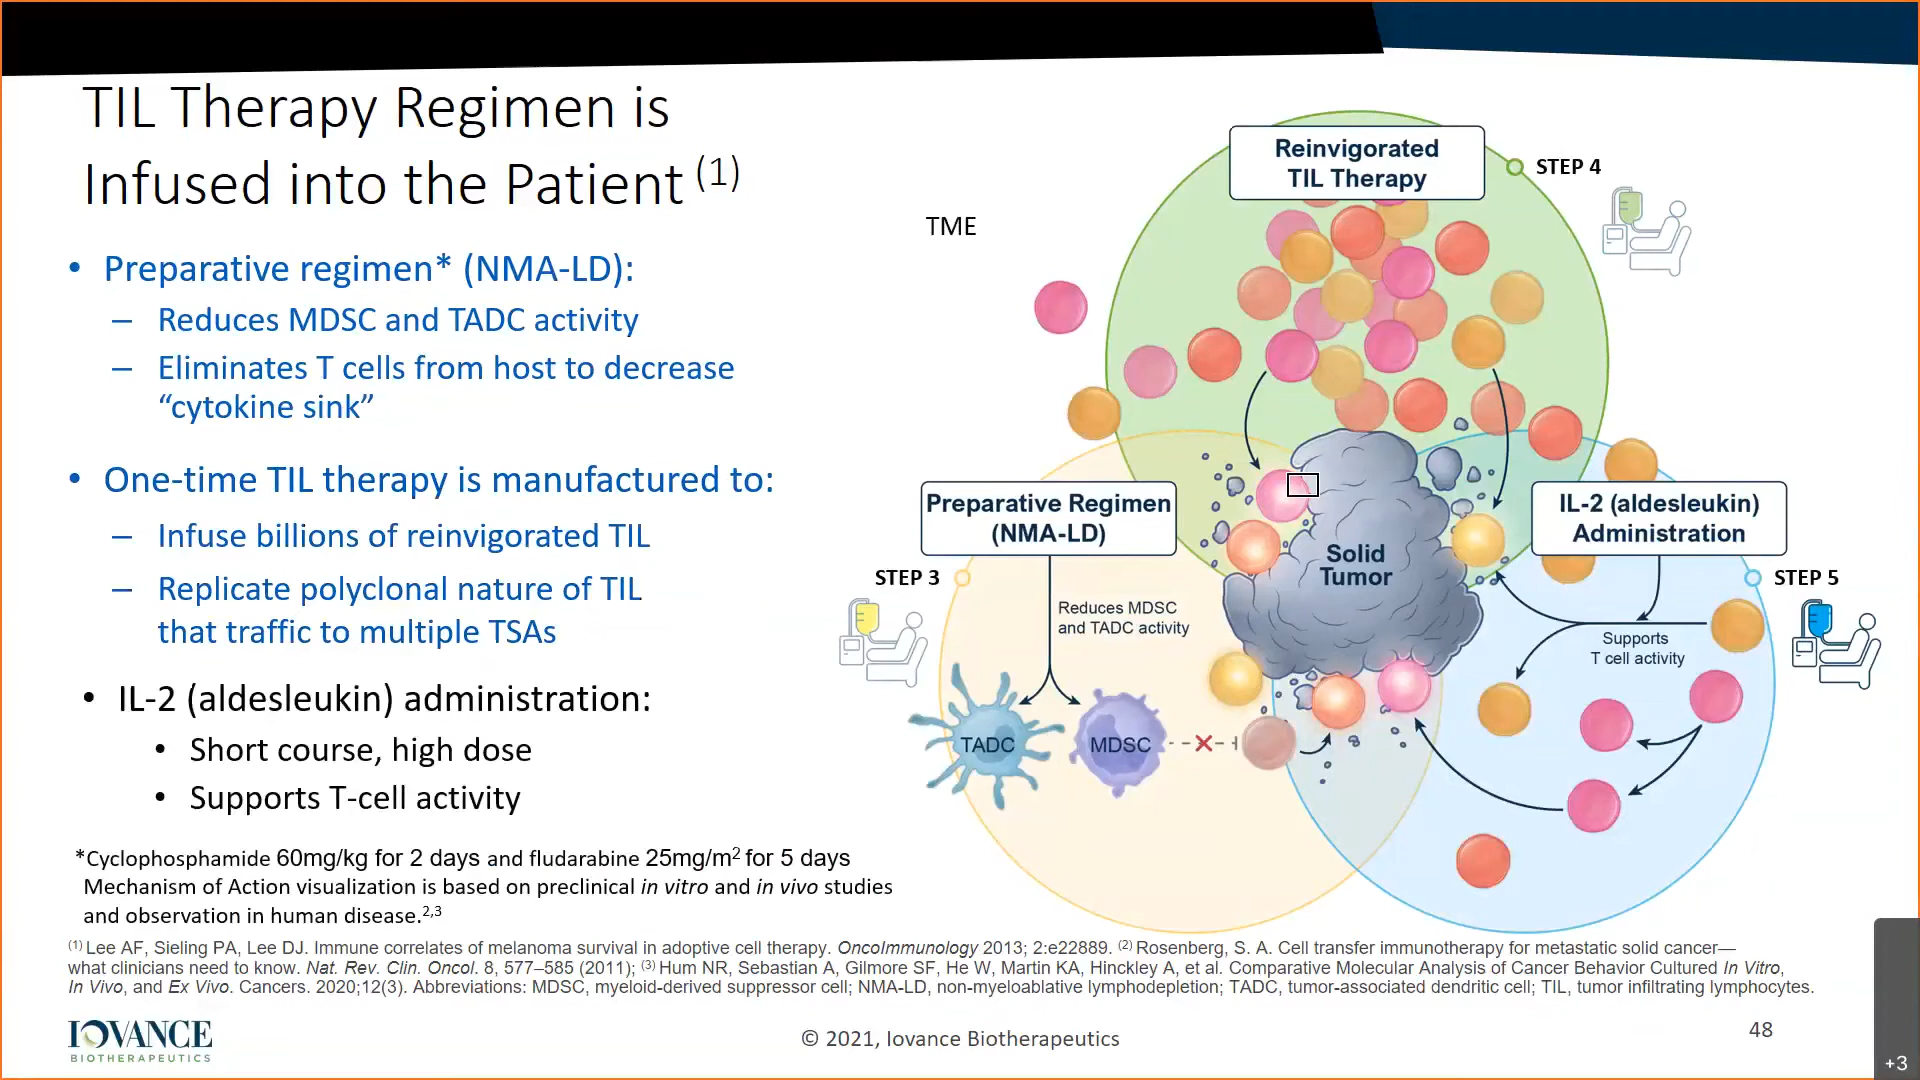 TIL Therapy Regimen is
Infused into the Patient (1)
• Preparative regimen* (NMA-LD):
– Reduces MDSC and TADC activity
– Eliminates T cells from host to decrease
“cytokine sink”
• One-time TIL therapy is manufactured to:
– Infuse billions of reinvigorated TIL
– Replicate polyclonal nature of TIL
that traffic to multiple TSAs
• IL-2 (aldesleukin) administration:
• Short course, high dose
• Supports T-cell activity
*Cyclophosphamide 60mg/kg for 2 days and fludarabine 25mg/m2 for 5 days
Mechanism of Action visualization is based on preclinical in vitro and in vivo studies
and observation in human disease.2,3
TME
Reinvigorated
TIL Therapy
STEP 4
Preparative Regimen
(NMA-LD)
STEP 3
Reduces MDSC
and TADC activity
TADC
MDSC
Solid
Tumor
IL-2 (aldesleukin)
Administration
STEP 5
Supports
T cell activity
(1) Lee AF, Sieling PA, Lee DJ. Immune correlates of melanoma survival in adoptive cell therapy. OncoImmunology 2013; 2:e22889. (2) Rosenberg, S. A. Cell transfer immunotherapy for metastatic solid cancer—
what clinicians need to know. Nat. Rev. Clin. Oncol. 8, 577–585 (2011); (3) Hum NR, Sebastian A, Gilmore SF, He W, Martin KA, Hinckley A, et al. Comparative Molecular Analysis of Cancer Behavior Cultured In Vitro,
In Vivo, and Ex Vivo. Cancers. 2020;12(3). Abbreviations: MDSC, myeloid-derived suppressor cell; NMA-LD, non-myeloablative lymphodepletion; TADC, tumor-associated dendritic cell; TIL, tumor infiltrating lymphocytes.
IOVANCE
BIOTHERAPEUTICS
© 2021, Iovance Biotherapeutics
48
+3